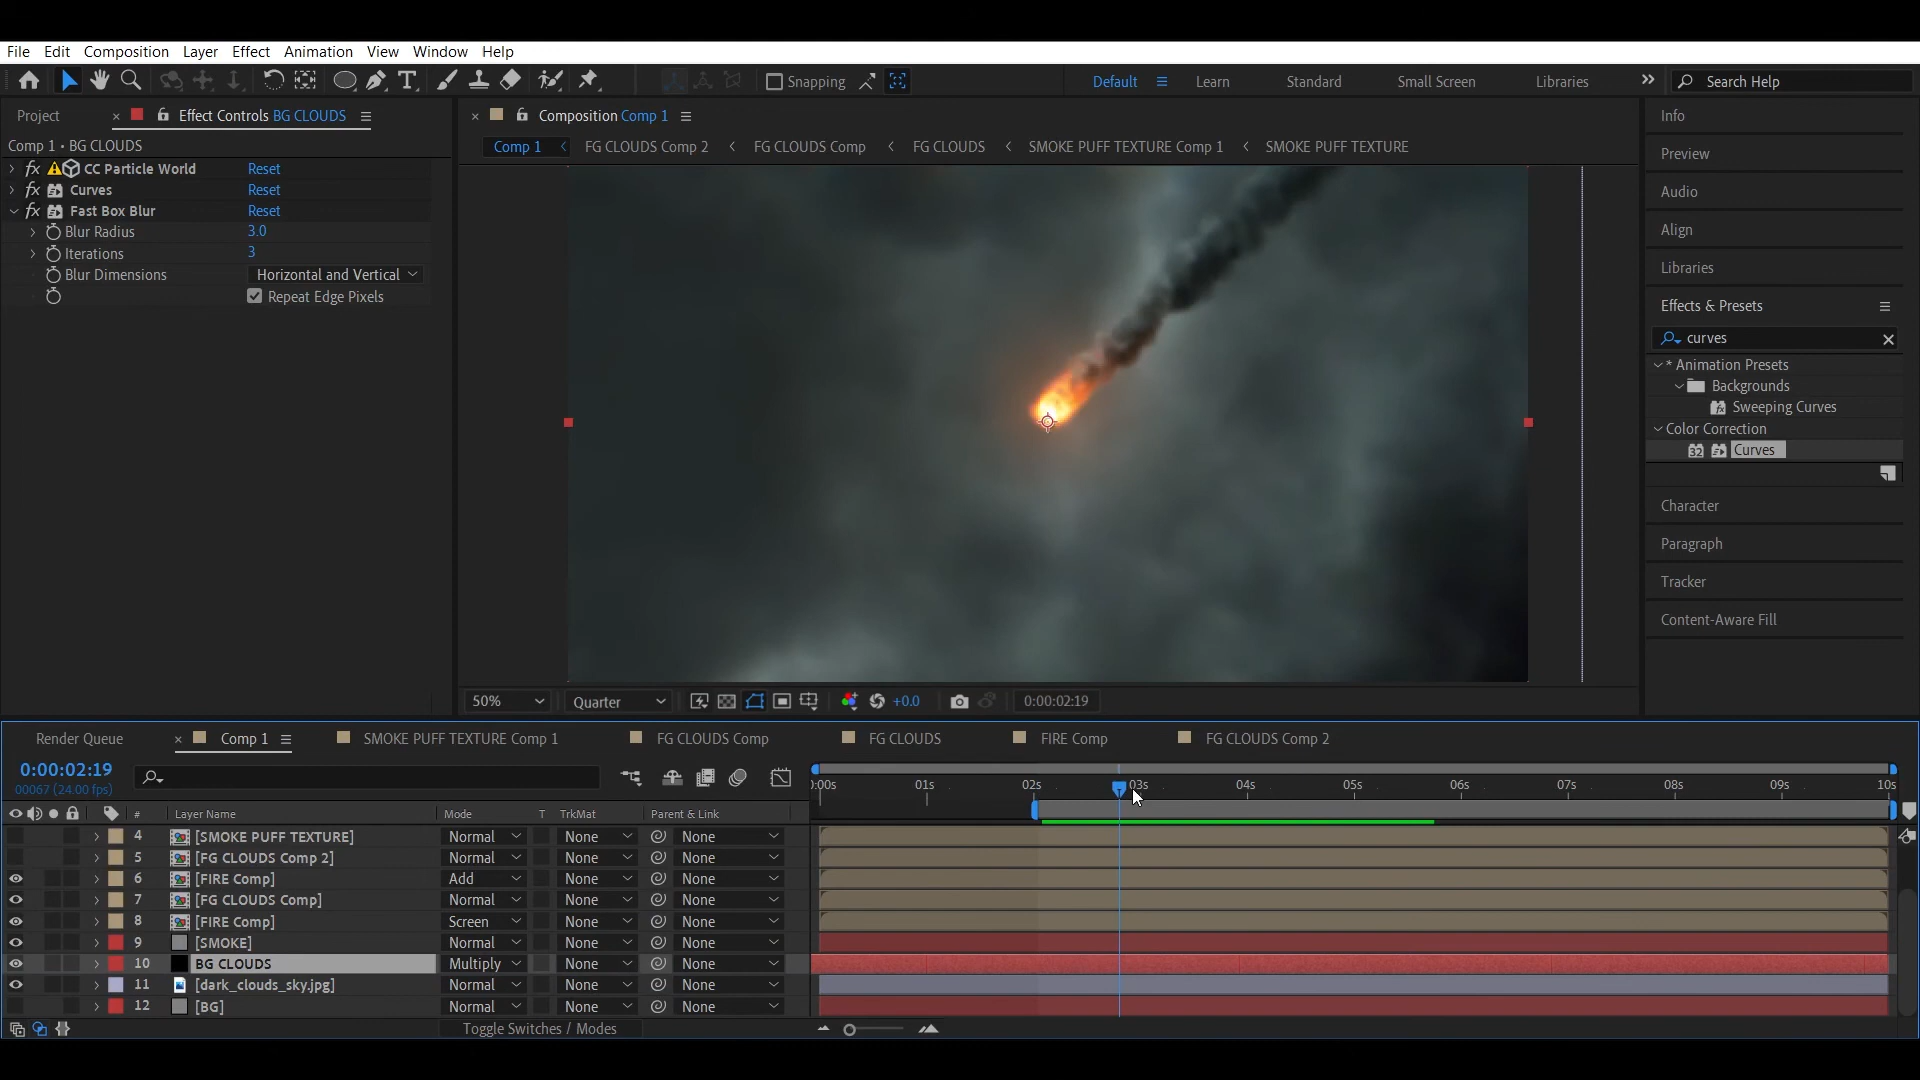 File Edit Composition Layer Effect Animation View Window Help
Snapping Default Learn Standard Small Screen Libraries Search Help
Project Effect Controls BG CLOUDS
Composition Comp 1
Comp 1 • BG CLOUDS
Comp 1 FG CLOUDS Comp 2 FG CLOUDS Comp FG CLOUDS SMOKE PUFF TEXTURE Comp 1 SMOKE PUFF TEXTURE
fx CC Particle World Reset
fx Curves Reset
fx Fast Box Blur Reset
Blur Radius 3.0
Iterations 3
Blur Dimensions Horizontal and Vertical
Repeat Edge Pixels
Info
Preview
Audio
Align
Libraries
Effects & Presets
curves
* Animation Presets
Backgrounds
Sweeping Curves
Color Correction
32 Curves
Character
Paragraph
Tracker
Content-Aware Fill
50% Quarter +0.0 0:00:02:19
Render Queue Comp 1 SMOKE PUFF TEXTURE Comp 1 FG CLOUDS Comp FG CLOUDS FIRE Comp FG CLOUDS Comp 2
0:00:02:19
00067 (24.00 fps)
:00s 01s 02s 03s 04s 05s 06s 07s 08s 09s 10s
# Layer Name Mode T TrkMat Parent & Link
4 [SMOKE PUFF TEXTURE] Normal None None
5 [FG CLOUDS Comp 2] Normal None None
6 [FIRE Comp] Add None None
7 [FG CLOUDS Comp] Normal None None
8 [FIRE Comp] Screen None None
9 [SMOKE] Normal None None
10 BG CLOUDS Multiply None None
11 [dark_clouds_sky.jpg] Normal None None
12 [BG] Normal None None
Toggle Switches / Modes